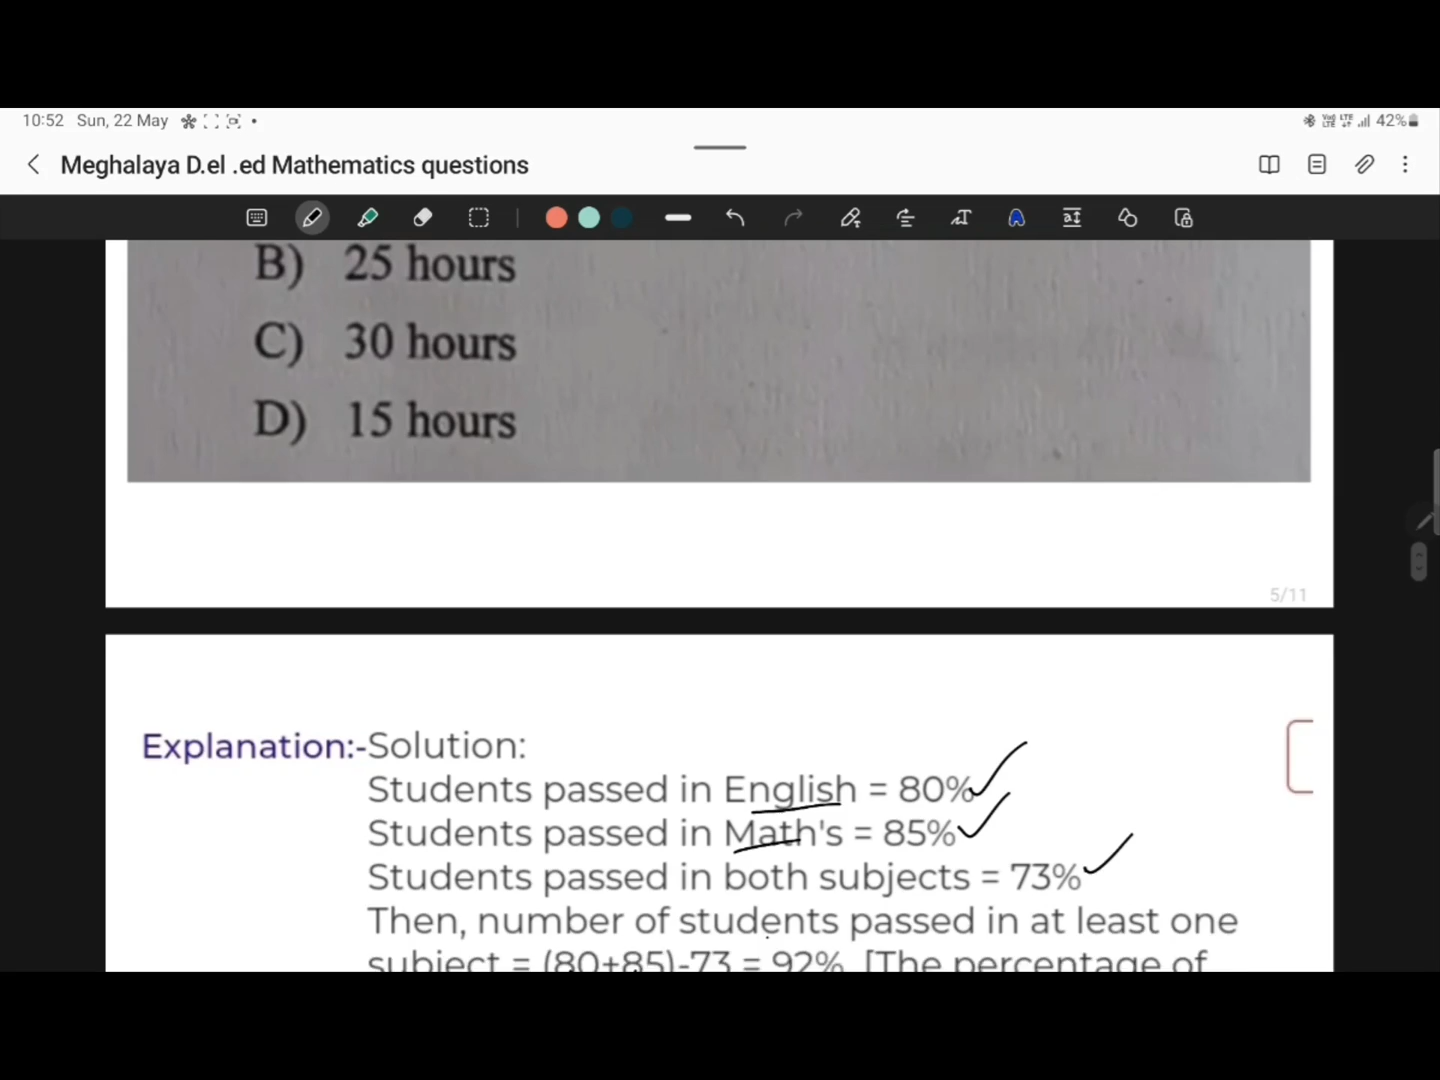 10:52 Sun, 22 May
42%
Meghalaya D.el .ed Mathematics questions
B) 25 hours
C) 30 hours
D) 15 hours
5/11
Explanation:-Solution:
Students passed in English = 80%
Students passed in Math's = 85%
Students passed in both subjects = 73%
Then, number of students passed in at least one
subject = (80+85)-73 = 92%. [The percentage of